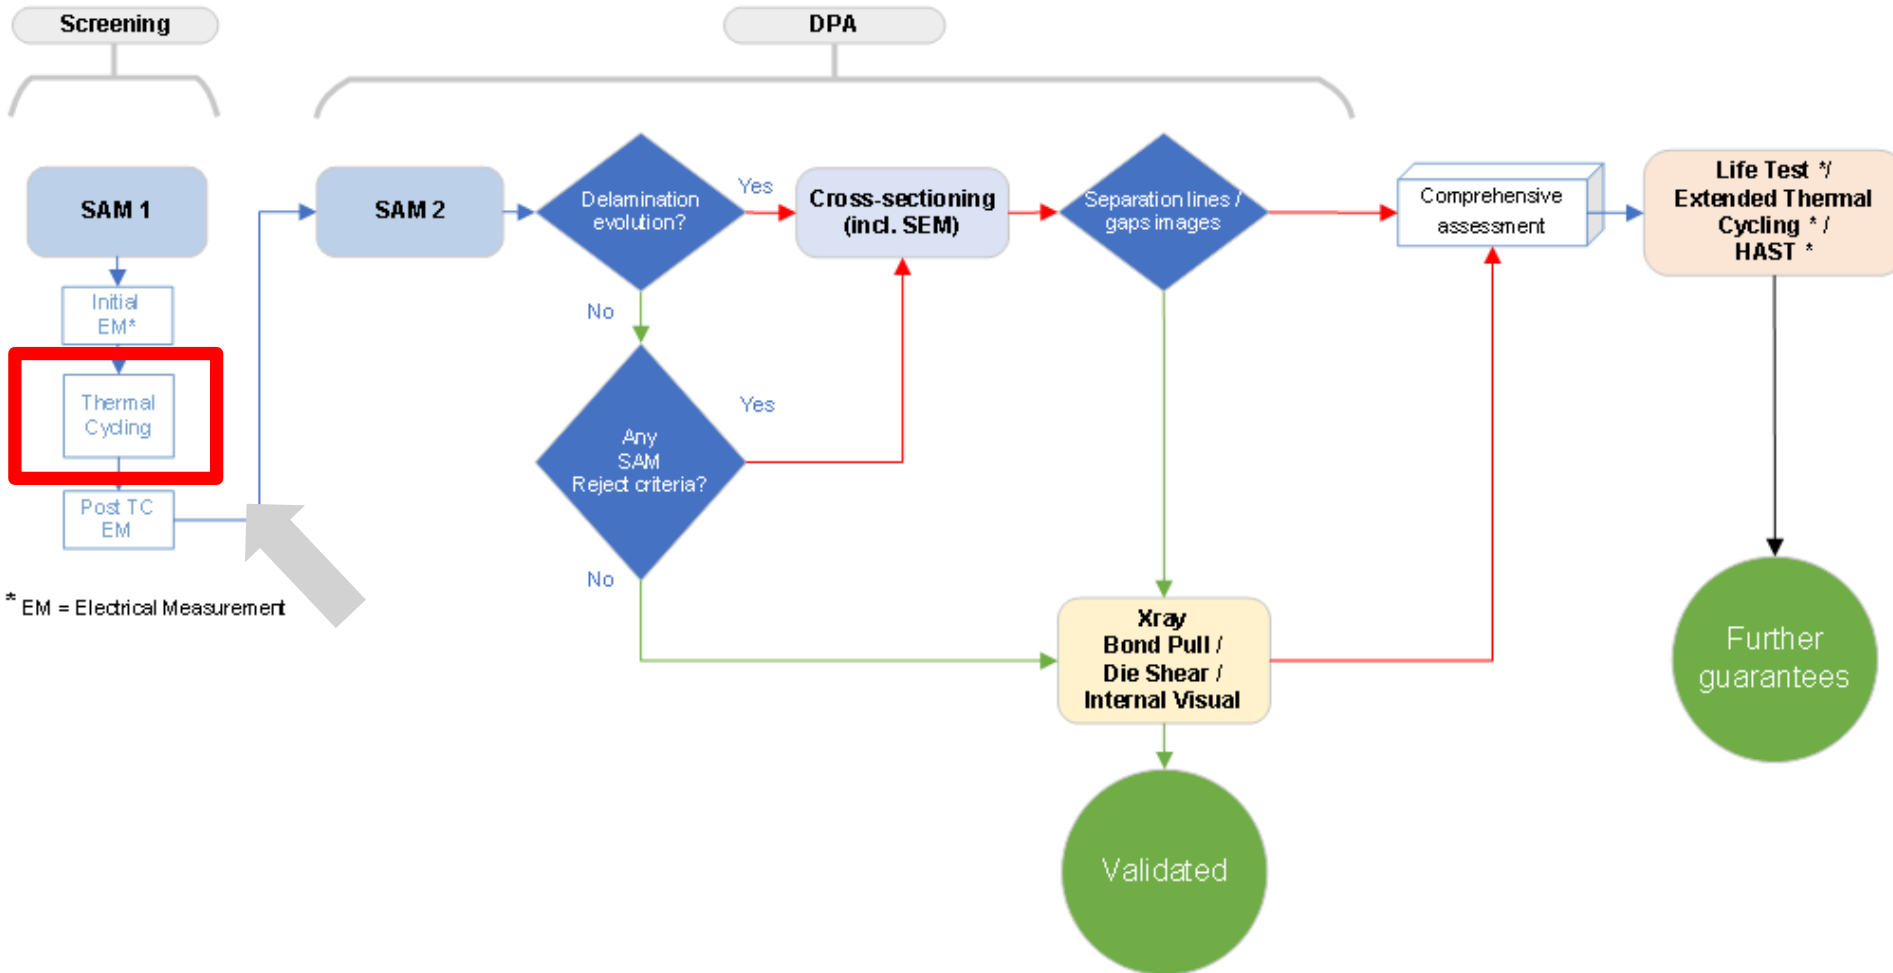 Screening
DPA
SAM 1
Initial
EM*
Thermal
Cycling
Post TC
EM
* EM = Electrical Measurement
SAM 2
Delamination
evolution?
Yes
No
Any
SAM
Reject criteria?
Yes
No
Cross-sectioning
(incl. SEM)
Separation lines /
gaps images
Xray
Bond Pull /
Die Shear /
Internal Visual
Validated
Comprehensive
assessment
Life Test */
Extended Thermal
Cycling * /
HAST *
Further
guarantees